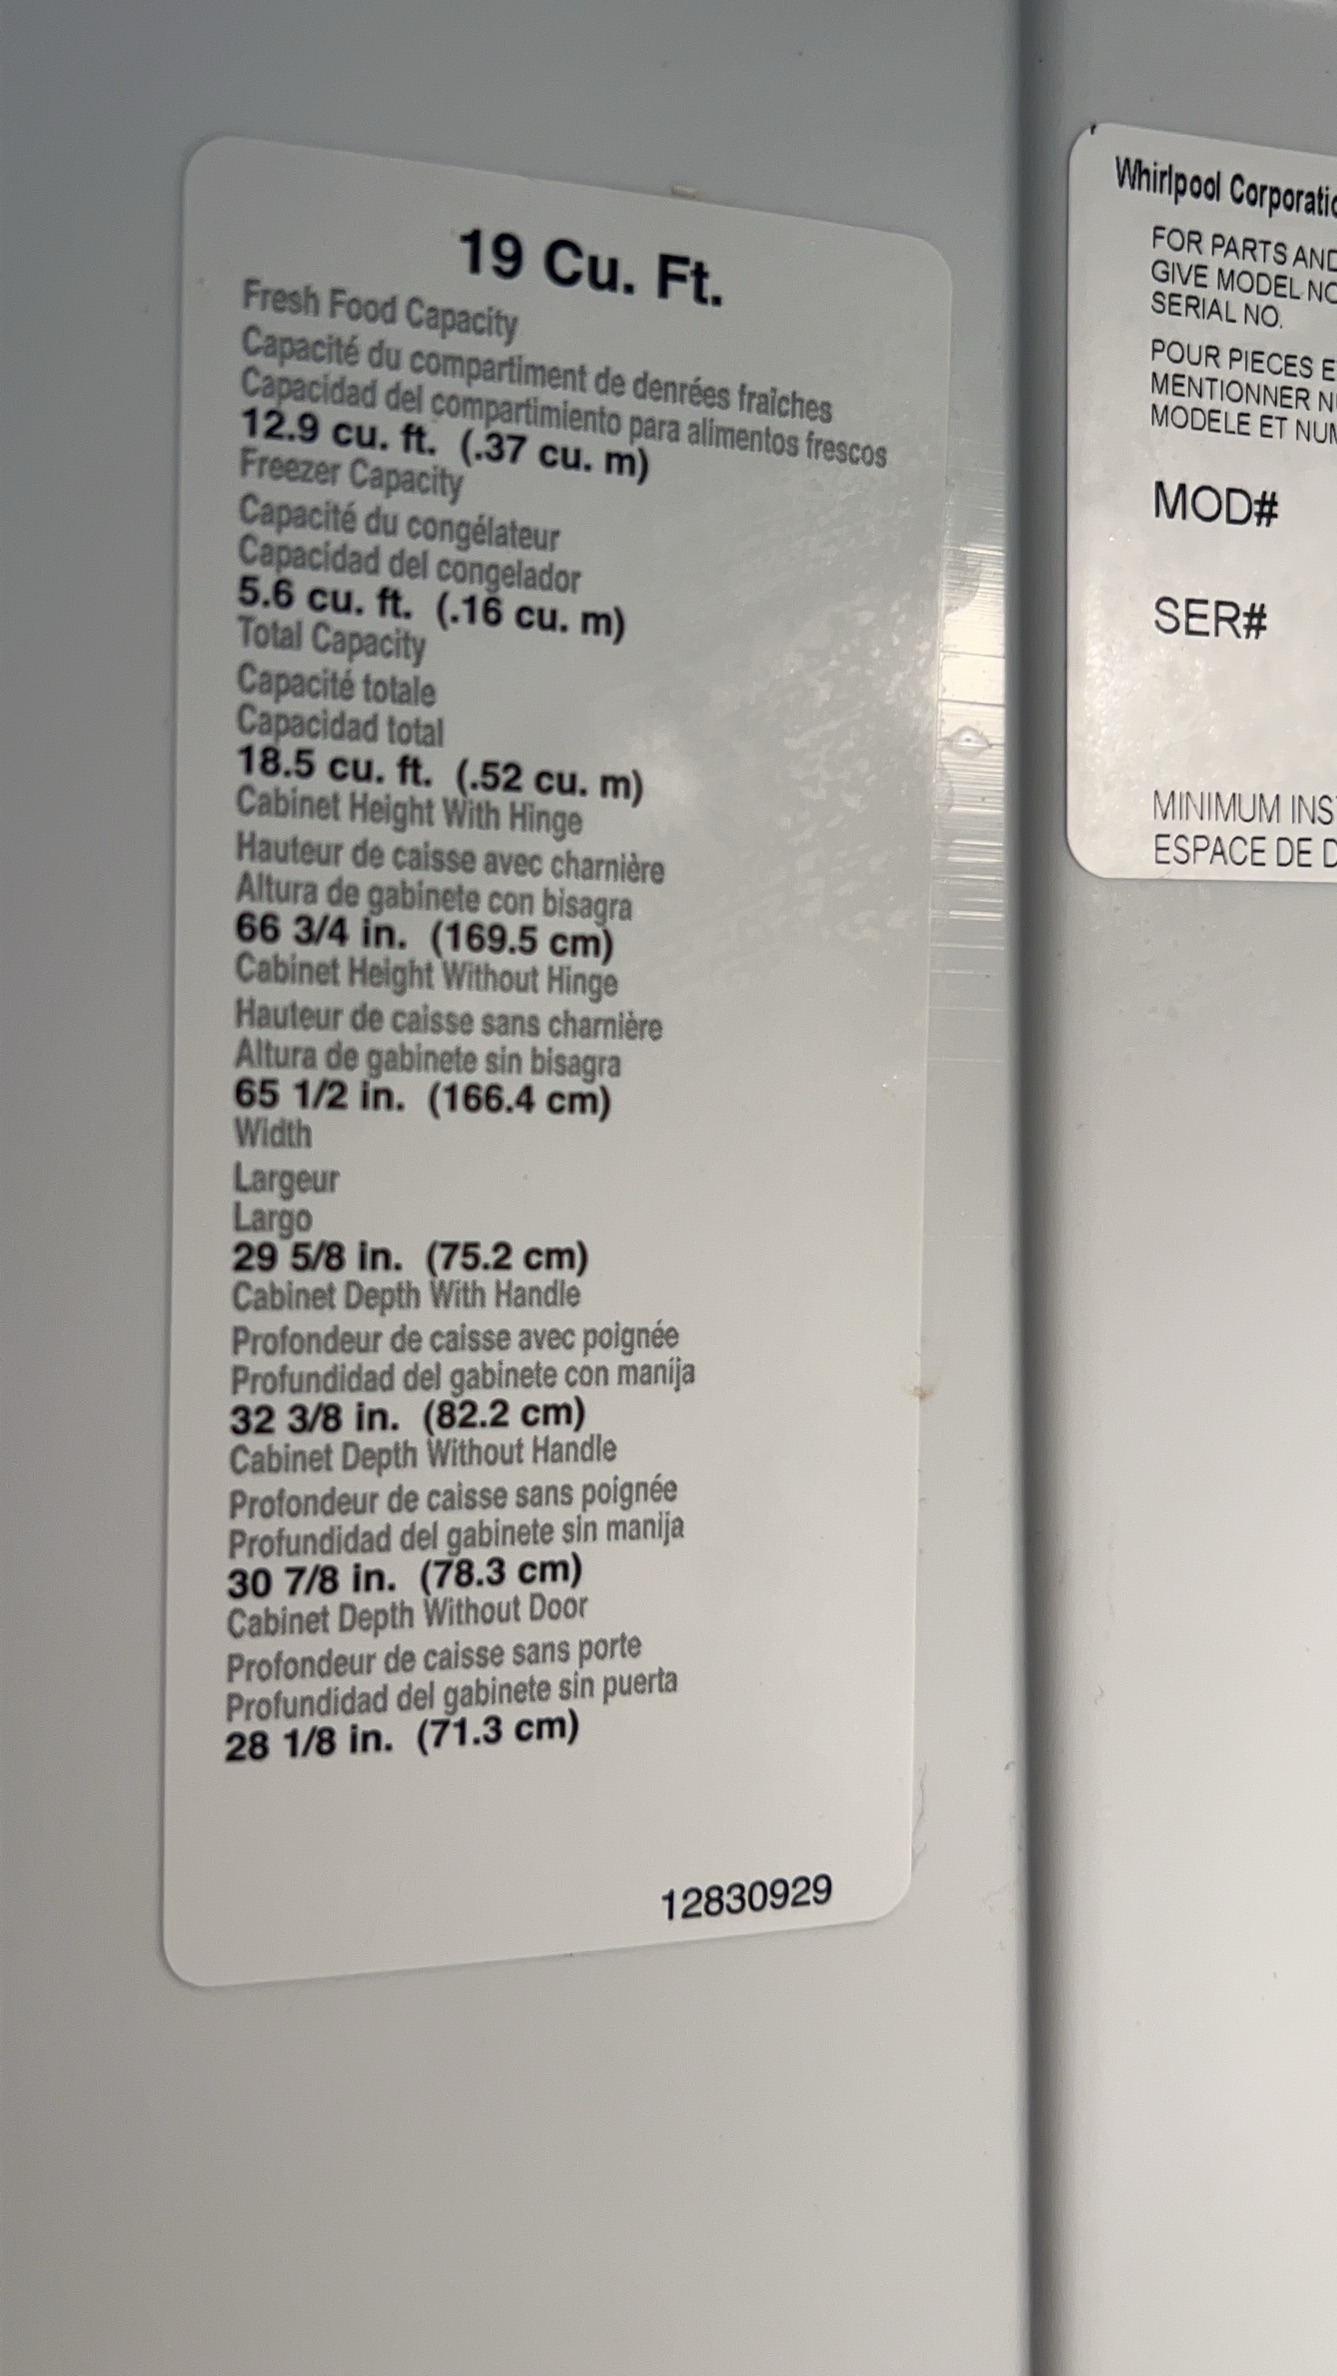 19 Cu. Ft.
Fresh Food Capacity
Capacité du compartiment de denrées fraîches
Capacidad del compartimiento para alimentos frescos
12.9 cu. ft. (.37 cu. m)
Freezer Capacity
Capacité du congélateur
Capacidad del congelador
5.6 cu. ft. (.16 cu. m)
Total Capacity
Capacité totale
Capacidad total
18.5 cu. ft. (.52 cu. m)
Cabinet Height With Hinge
Hauteur de caisse avec charnière
Altura de gabinete con bisagra
66 3/4 in. (169.5 cm)
Cabinet Height Without Hinge
Hauteur de caisse sans charnière
Altura de gabinete sin bisagra
65 1/2 in. (166.4 cm)
Width
Largeur
Largo
29 5/8 in. (75.2 cm)
Cabinet Depth With Handle
Profondeur de caisse avec poignée
Profundidad del gabinete con manija
32 3/8 in. (82.2 cm)
Cabinet Depth Without Handle
Profondeur de caisse sans poignée
Profundidad del gabinete sin manija
30 7/8 in. (78.3 cm)
Cabinet Depth Without Door
Profondeur de caisse sans porte
Profundidad del gabinete sin puerta
28 1/8 in. (71.3 cm)
12830929
Whirlpool
FOR PARTS AND
GIVE MODEL
SERIAL NO.
POUR PIECES
MENTIONNER
MODELE ET
MOD#
SER#
MINIMUM
ESPACE DE